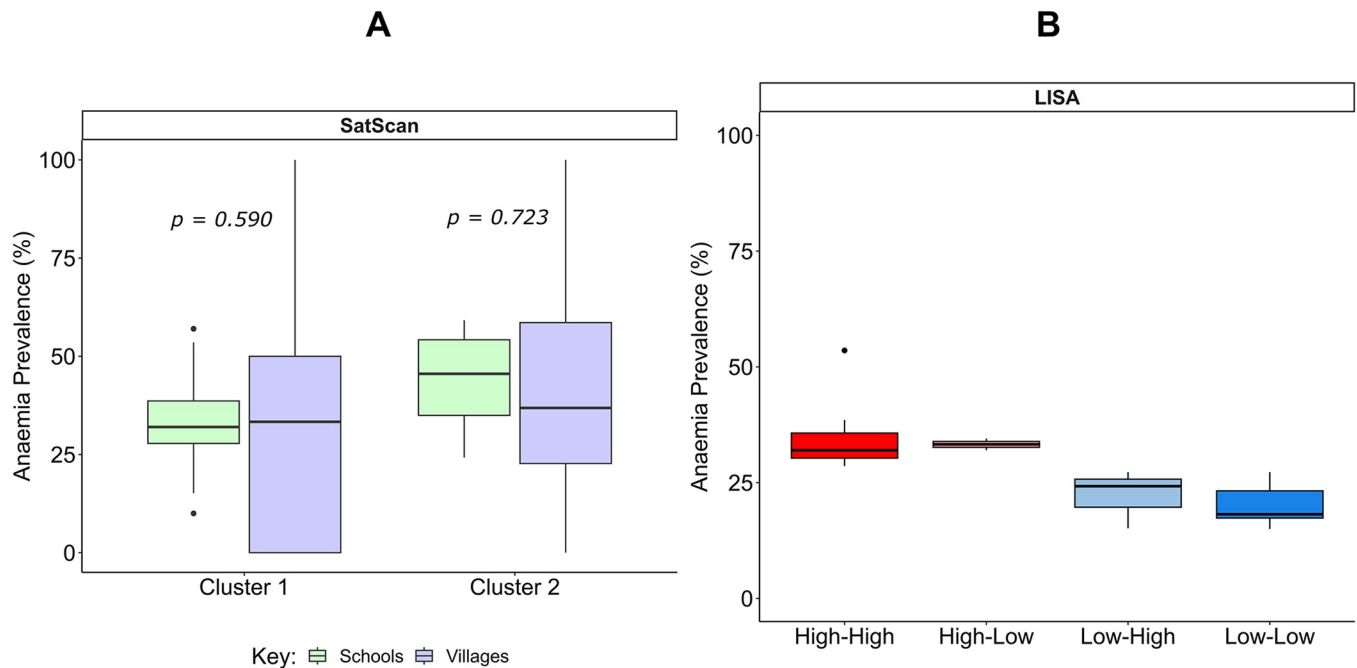 A
SatScan
Anaemia Prevalence (%)
100
75
50
25
0
p = 0.590
p = 0.723
Cluster 1
Cluster 2
Key: Schools Villages
B
LISA
Anaemia Prevalence (%)
100
75
50
25
0
High-High
High-Low
Low-High
Low-Low